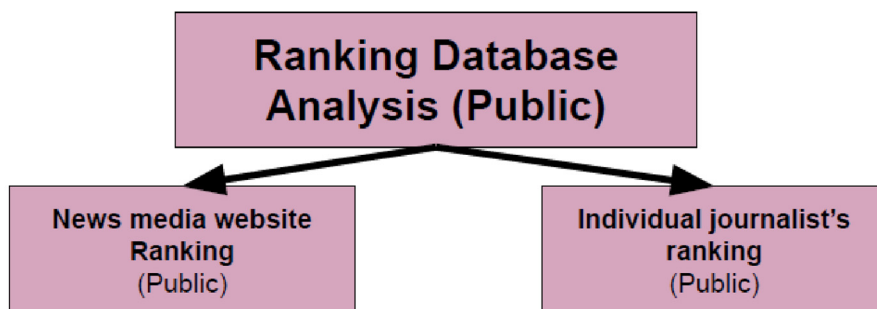 Ranking Database
Analysis (Public)
News media website
Ranking
(Public)
Individual journalist's
ranking
(Public)